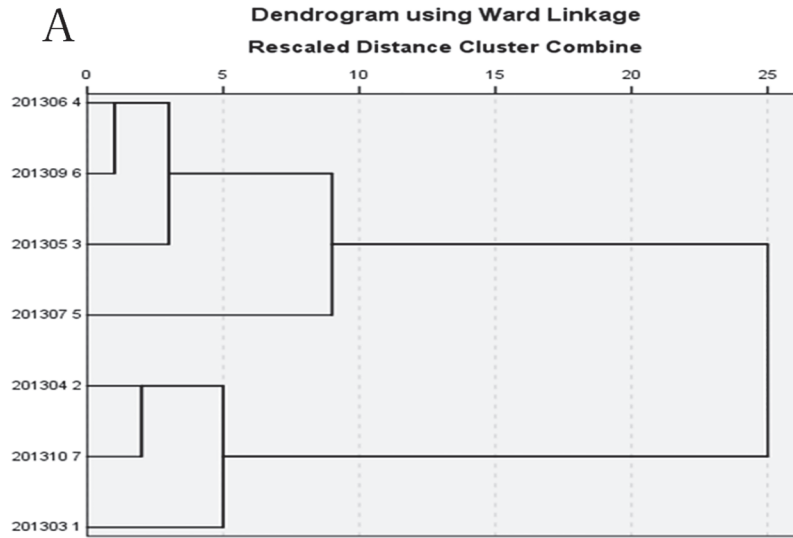 A
Dendrogram using Ward Linkage
Rescaled Distance Cluster Combine
0 5 10 15 20 25
201306 4
201309 6
201305 3
201307 5
201304 2
201310 7
201303 1